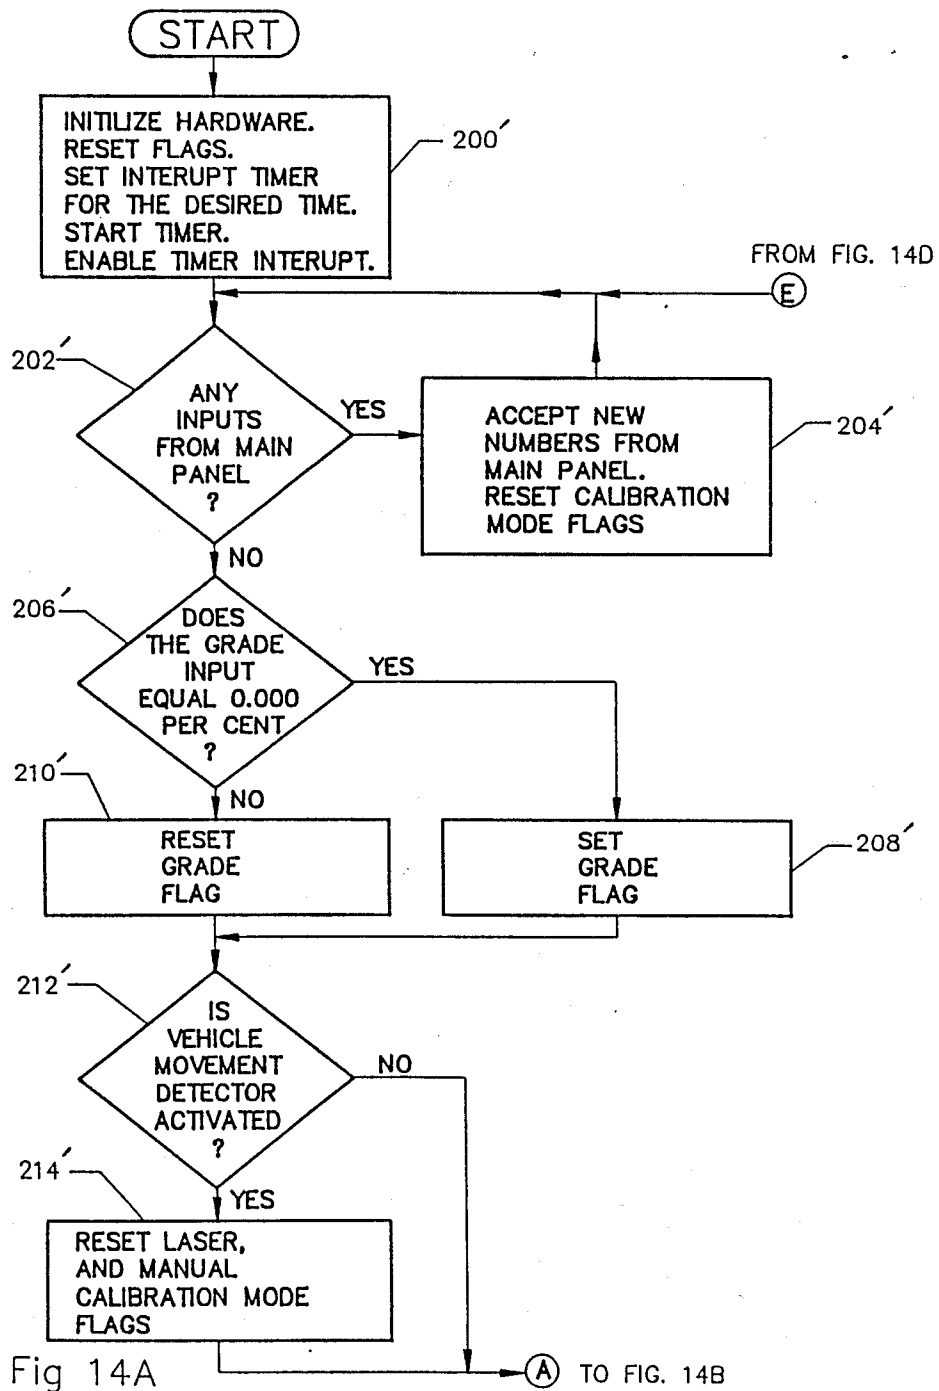 START
INITILIZE HARDWARE.
RESET FLAGS.
SET INTERUPT TIMER
FOR THE DESIRED TIME.
START TIMER.
ENABLE TIMER INTERUPT.
200′
FROM FIG. 14D
E
202′
ANY
INPUTS
FROM MAIN
PANEL
?
YES
ACCEPT NEW
NUMBERS FROM
MAIN PANEL.
RESET CALIBRATION
MODE FLAGS
204′
NO
206′
DOES
THE GRADE
INPUT
EQUAL 0.000
PER CENT
?
YES
210′
NO
RESET
GRADE
FLAG
SET
GRADE
FLAG
208′
212′
IS
VEHICLE
MOVEMENT
DETECTOR
ACTIVATED
?
NO
214′
YES
RESET LASER,
AND MANUAL
CALIBRATION MODE
FLAGS
Fig 14A
A TO FIG. 14B